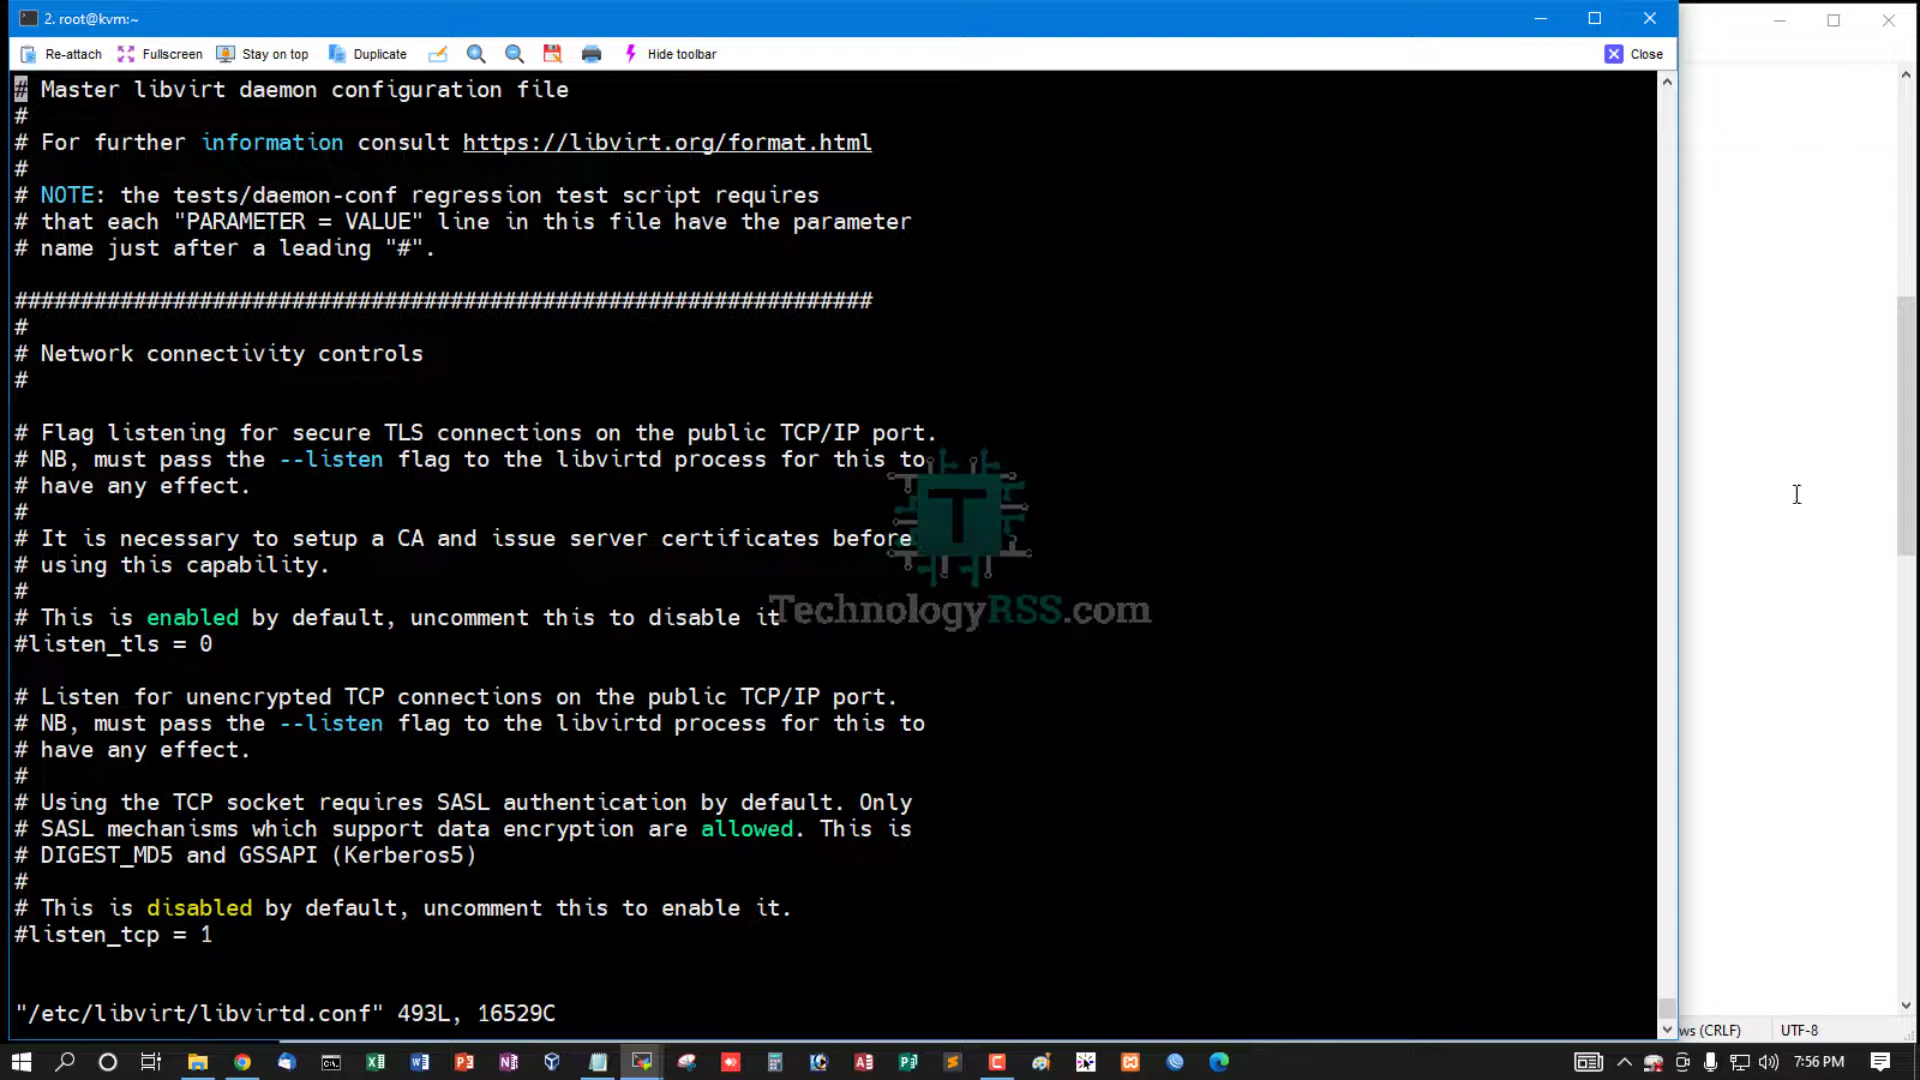 2. root@kvm:~
Re-attach Fullscreen Stay on top Duplicate Hide toolbar Close
# Master libvirt daemon configuration file
#
# For further information consult https://libvirt.org/format.html
#
# NOTE: the tests/daemon-conf regression test script requires
# that each "PARAMETER = VALUE" line in this file have the parameter
# name just after a leading "#".
#################################################################
#
# Network connectivity controls
#
# Flag listening for secure TLS connections on the public TCP/IP port.
# NB, must pass the --listen flag to the libvirtd process for this to
# have any effect.
#
# It is necessary to setup a CA and issue server certificates before
# using this capability.
#
# This is enabled by default, uncomment this to disable it
#listen_tls = 0
TechnologyRSS.com
# Listen for unencrypted TCP connections on the public TCP/IP port.
# NB, must pass the --listen flag to the libvirtd process for this to
# have any effect.
#
# Using the TCP socket requires SASL authentication by default. Only
# SASL mechanisms which support data encryption are allowed. This is
# DIGEST_MD5 and GSSAPI (Kerberos5)
#
# This is disabled by default, uncomment this to enable it.
#listen_tcp = 1
"/etc/libvirt/libvirtd.conf" 493L, 16529C
ws (CRLF) UTF-8
7:56 PM